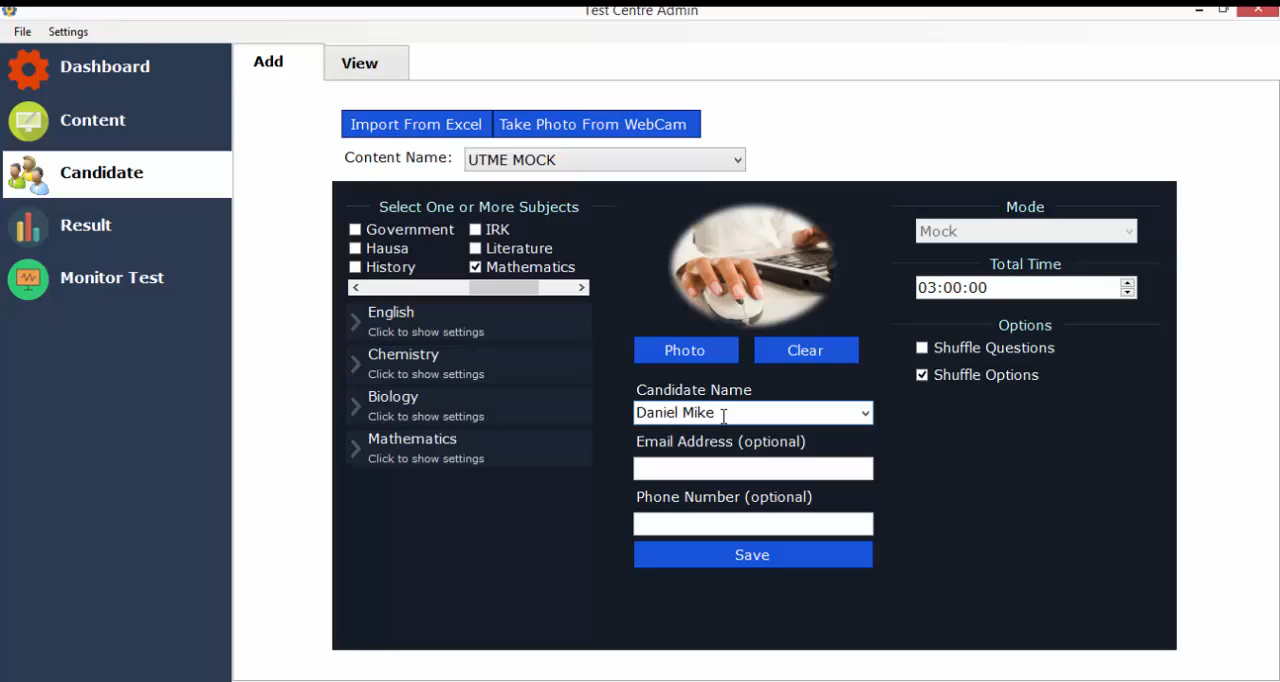 Test Centre Admin
File Settings
Dashboard
Content
Candidate
Result
Monitor Test
Add View
Import From Excel Take Photo From WebCam
Content Name: UTME MOCK
Select One or More Subjects
Government IRK
Hausa Literature
History Mathematics
English
Click to show settings
Chemistry
Click to show settings
Biology
Click to show settings
Mathematics
Click to show settings
Photo Clear
Candidate Name
Daniel Mike
Email Address (optional)
Phone Number (optional)
Save
Mode
Mock
Total Time
03:00:00
Options
Shuffle Questions
Shuffle Options